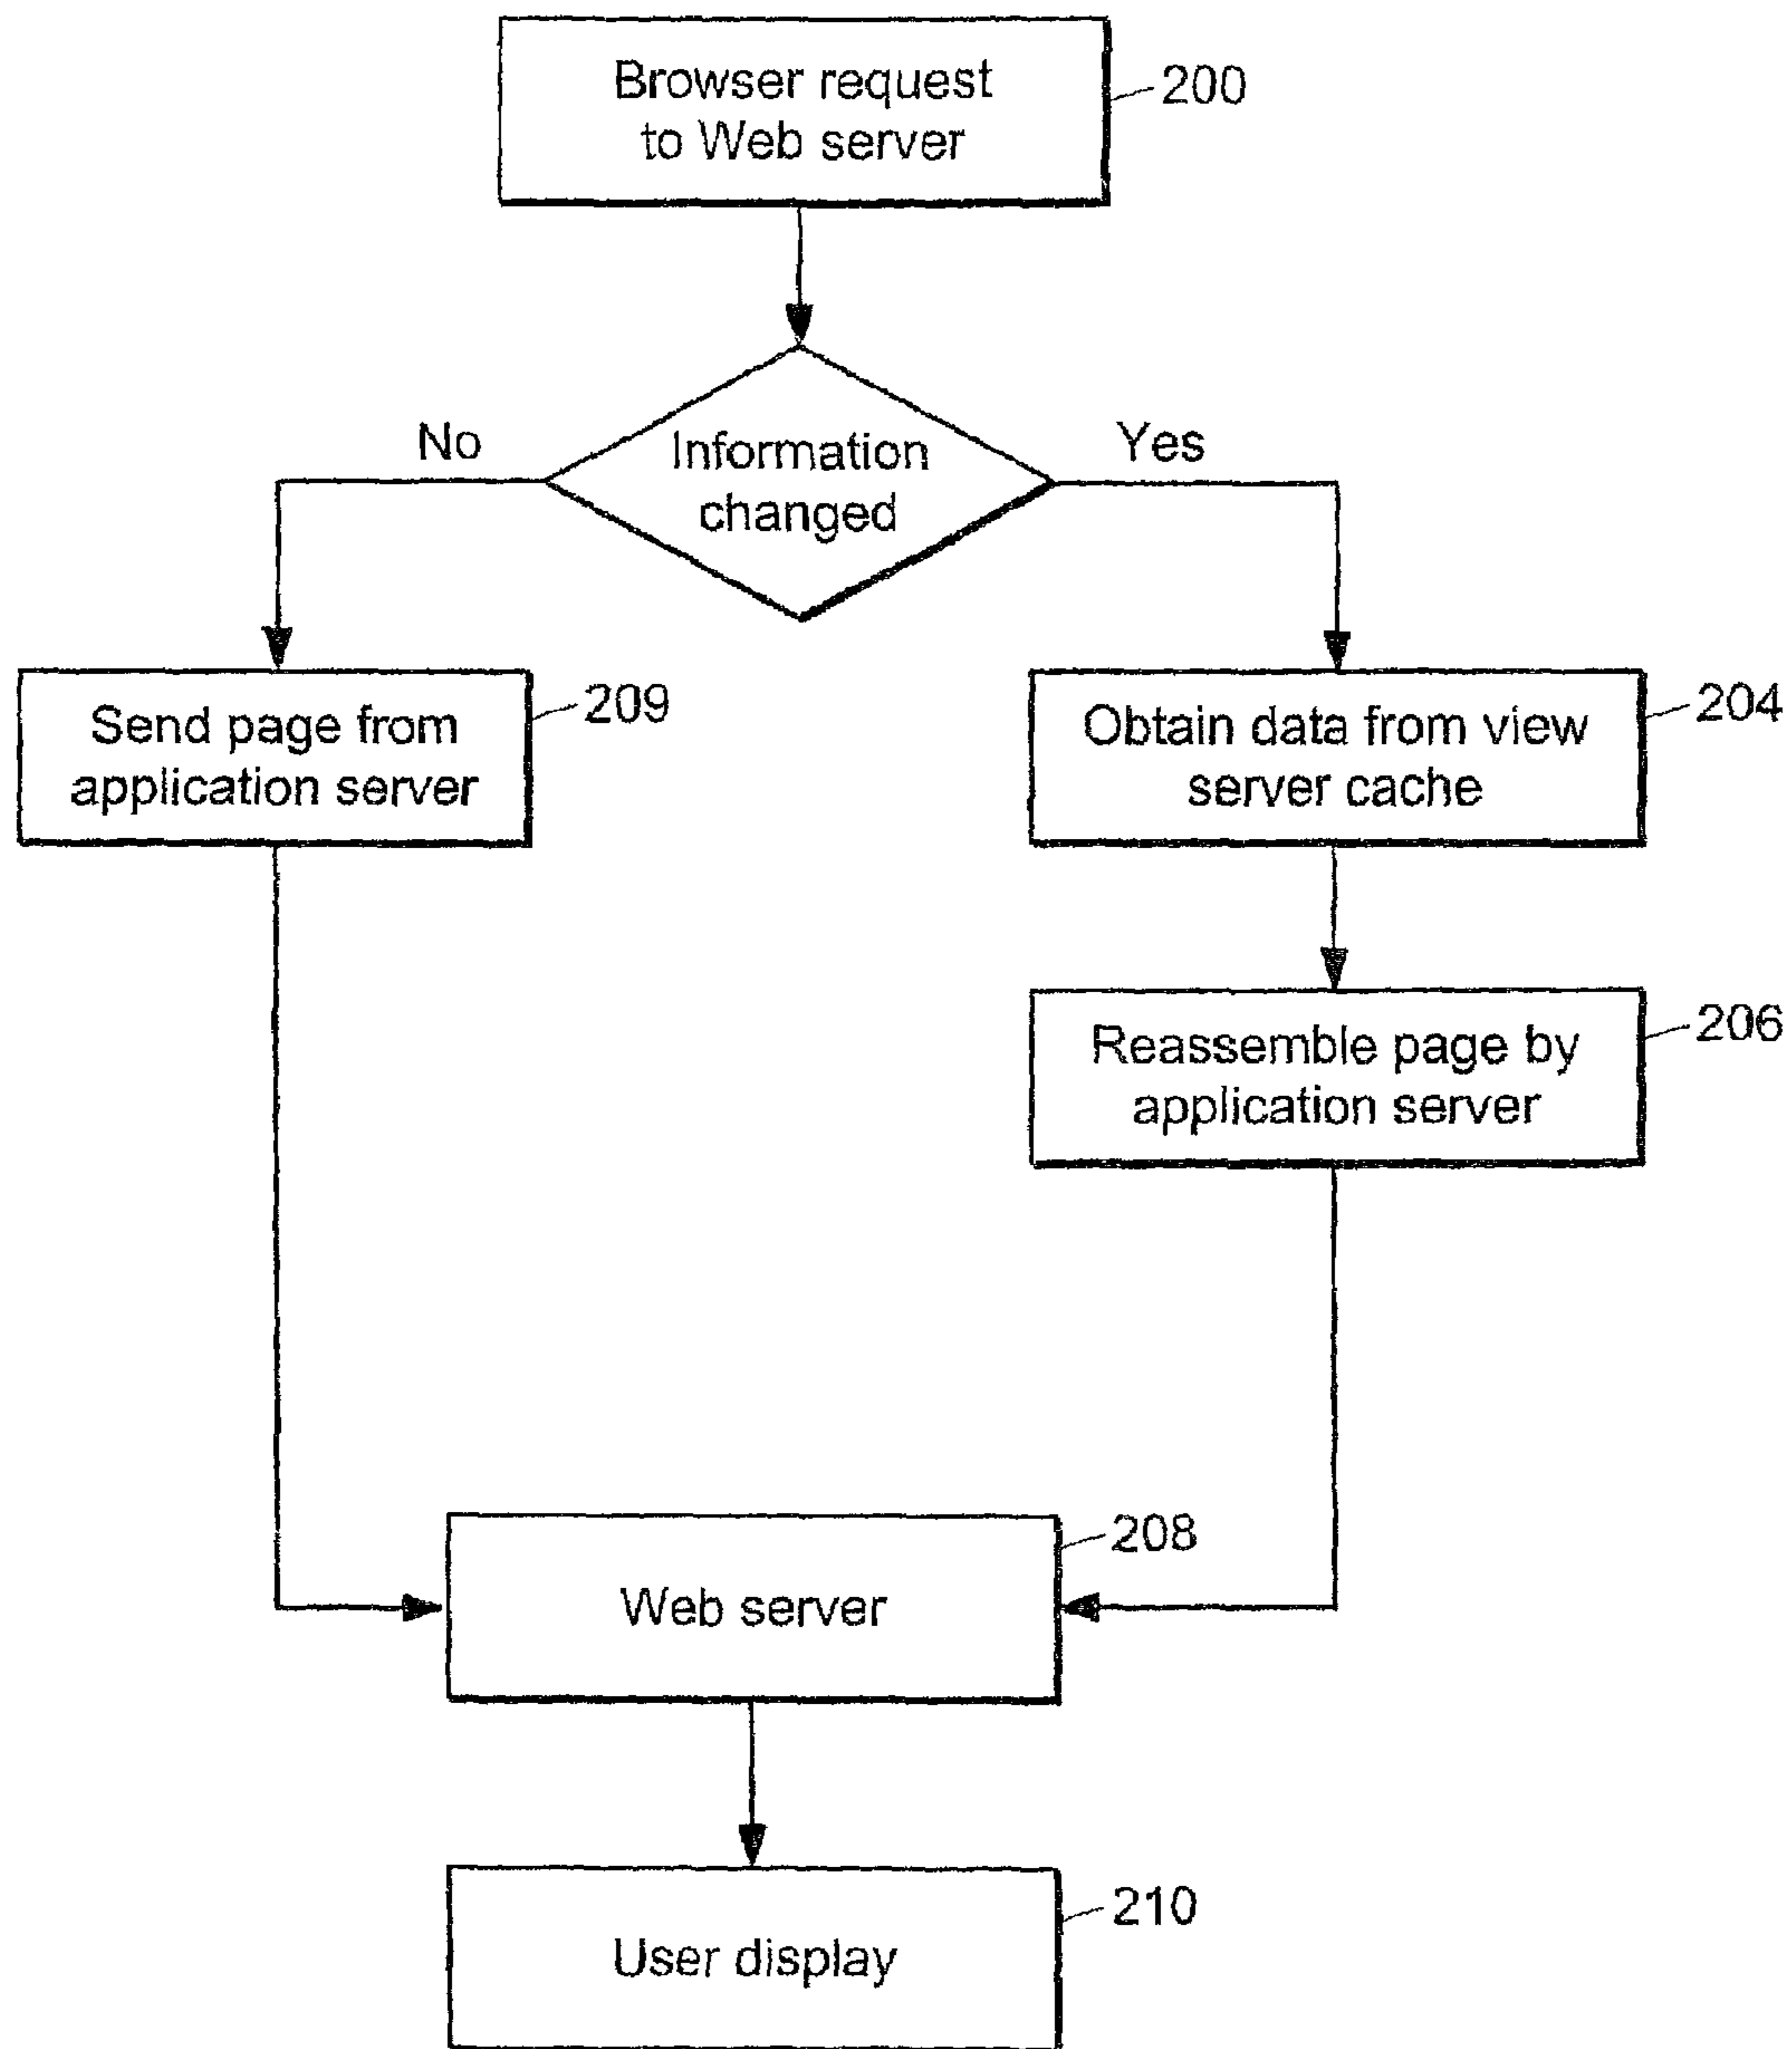 Browser request
to Web server
200
No
Information
changed
Yes
Send page from
application server
209
Obtain data from view
server cache
204
Reassemble page by
application server
206
Web server
208
User display
210